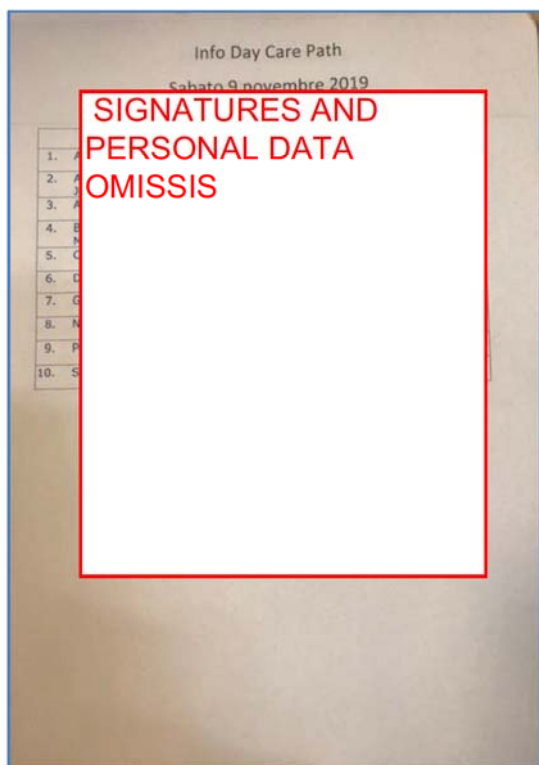 Info Day Care Path
Sabato 9 novembre 2019
SIGNATURES AND
PERSONAL DATA
OMISSIS
1. A
2. A
J
3. A
4. B
M
5. C
6. D
7. G
8. N
9. P
10. S